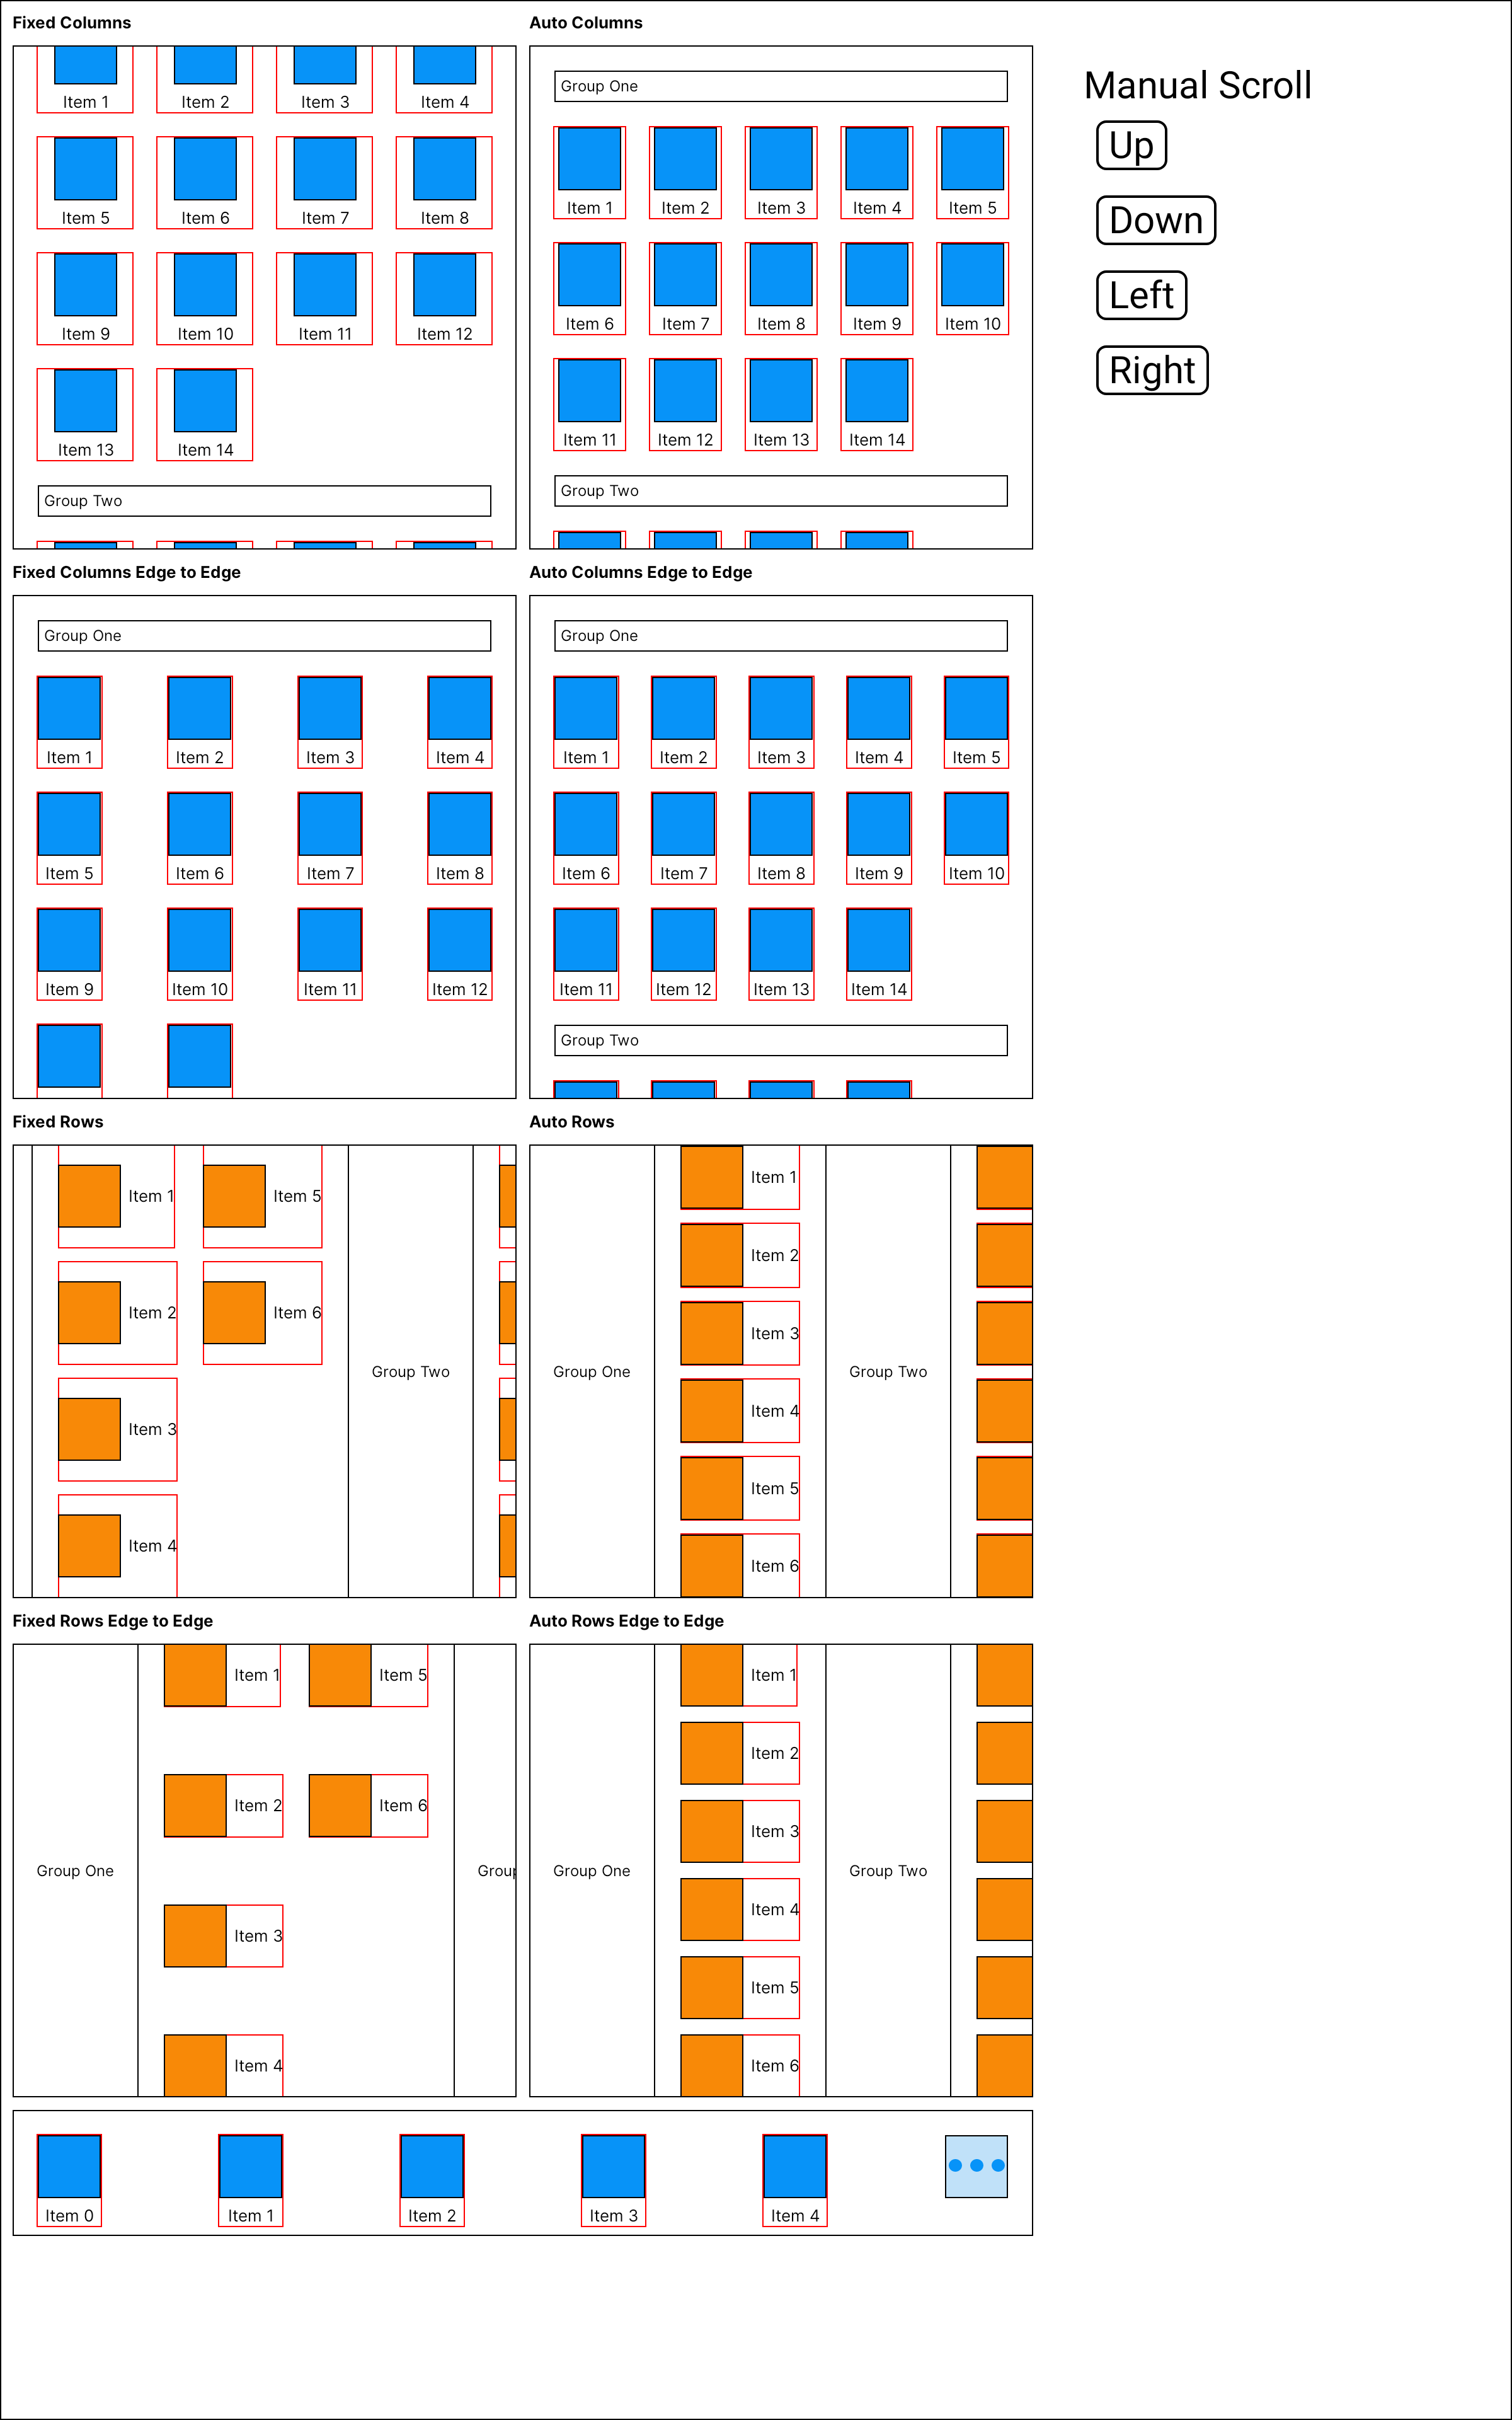 Fixed Columns
Item 1 Item 2 Item 3 Item 4
Item 5 Item 6 Item 7 Item 8
Item 9 Item 10 Item 11 Item 12
Item 13 Item 14
Group Two
Auto Columns
Group One
Item 1 Item 2 Item 3 Item 4 Item 5
Item 6 Item 7 Item 8 Item 9 Item 10
Item 11 Item 12 Item 13 Item 14
Group Two
Manual Scroll
Up
Down
Left
Right
Fixed Columns Edge to Edge
Group One
Item 1 Item 2 Item 3 Item 4
Item 5 Item 6 Item 7 Item 8
Item 9 Item 10 Item 11 Item 12
Auto Columns Edge to Edge
Group One
Item 1 Item 2 Item 3 Item 4 Item 5
Item 6 Item 7 Item 8 Item 9 Item 10
Item 11 Item 12 Item 13 Item 14
Group Two
Fixed Rows
Item 1 Item 5
Item 2 Item 6
Group Two
Item 3
Item 4
Auto Rows
Item 1
Item 2
Item 3
Group One Group Two
Item 4
Item 5
Item 6
Fixed Rows Edge to Edge
Item 1 Item 5
Item 2 Item 6
Group One
Item 3
Item 4
Auto Rows Edge to Edge
Item 1
Item 2
Item 3
Group One Group Two
Item 4
Item 5
Item 6
Item 0 Item 1 Item 2 Item 3 Item 4